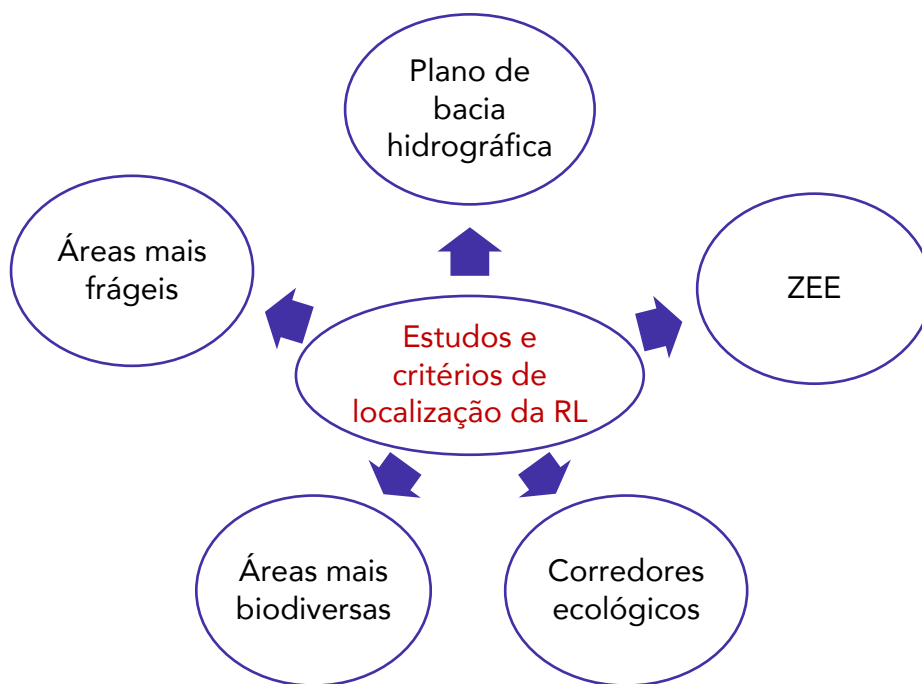 Plano de
bacia
hidrográfica
Áreas mais
frágeis
ZEE
Estudos e
critérios de
localização da RL
Áreas mais
biodiversas
Corredores
ecológicos